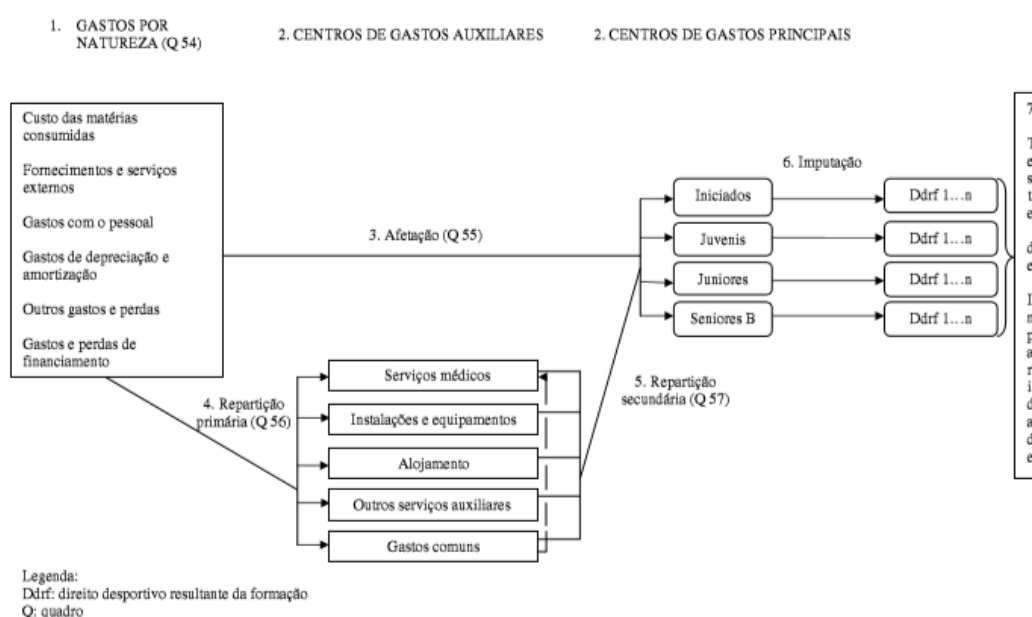 1. GASTOS POR
NATUREZA (Q 54)
2. CENTROS DE GASTOS AUXILIARES
2. CENTROS DE GASTOS PRINCIPAIS
Custo das matérias
consumidas
Fornecimentos e serviços
externos
Gastos com o pessoal
Gastos de depreciação e
amortização
Outros gastos e perdas
Gastos e perdas de
financiamento
3. Afetação (Q 55)
4. Repartição
primária (Q 56)
Serviços médicos
Instalações e equipamentos
Alojamento
Outros serviços auxiliares
Gastos comuns
5. Repartição
secundária (Q 57)
6. Imputação
Iniciados
Ddrf 1...n
Juvenis
Ddrf 1...n
Juniores
Ddrf 1...n
Seniores B
Ddrf 1...n
Legenda:
Ddrf: direito desportivo resultante da formação
Q: quadro